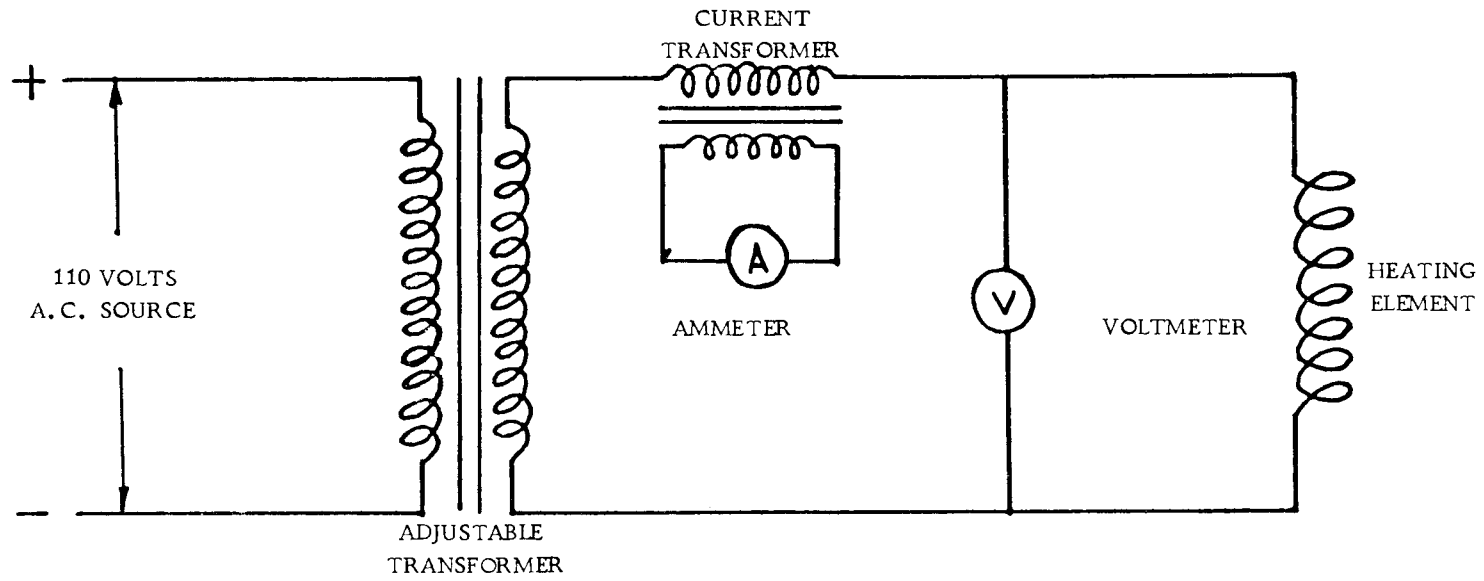 CURRENT
TRANSFORMER
+
110 VOLTS
A.C. SOURCE
A
AMMETER
V
VOLTMETER
HEATING
ELEMENT
−
ADJUSTABLE
TRANSFORMER